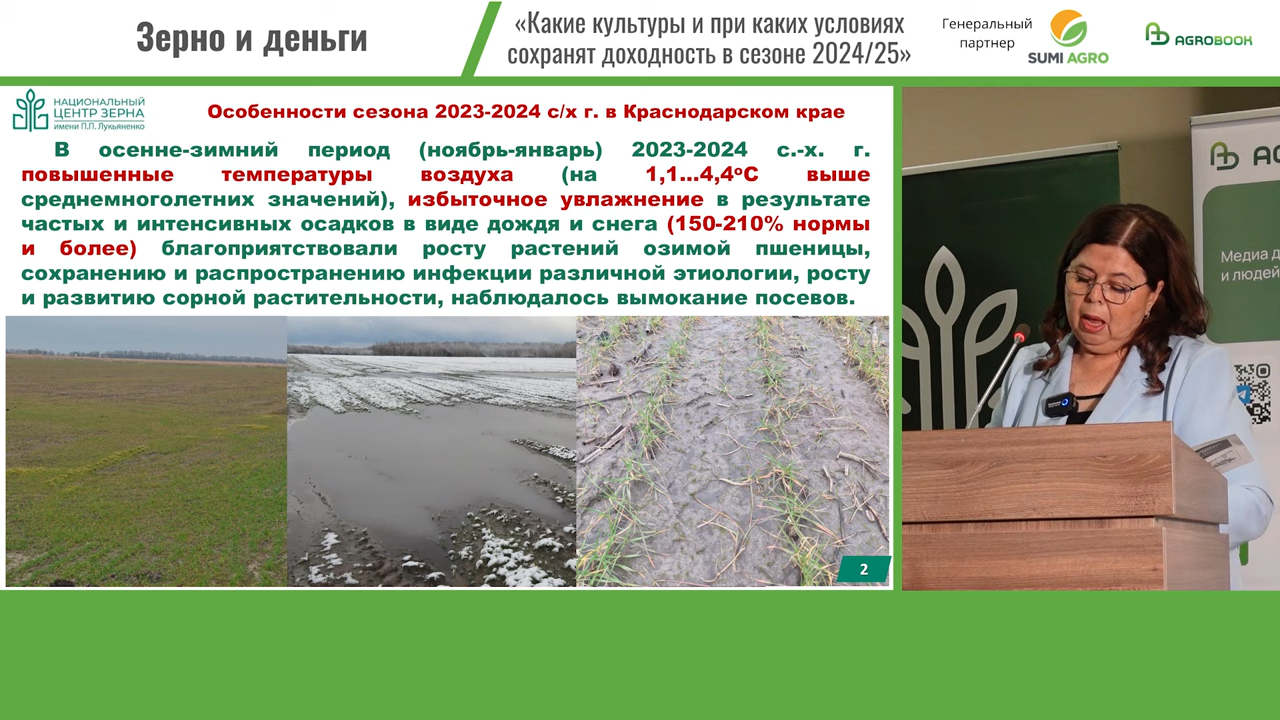 Зерно и деньги
«Какие культуры и при каких условиях
сохранят доходность в сезоне 2024/25»
Генеральный
партнер
SUMI AGRO
AGROBOOK
НАЦИОНАЛЬНЫЙ
ЦЕНТР ЗЕРНА
имени П.П. Лукьяненко
Особенности сезона 2023-2024 с/х г. в Краснодарском крае
В осенне-зимний период (ноябрь-январь) 2023-2024 с.-х. г.
повышенные температуры воздуха (на 1,1...4,4ºС выше
среднемноголетних значений), избыточное увлажнение в результате
частых и интенсивных осадков в виде дождя и снега (150-210% нормы
и более) благоприятствовали росту растений озимой пшеницы,
сохранению и распространению инфекции различной этиологии, росту
и развитию сорной растительности, наблюдалось вымокание посевов.
2
Медиа д
и людей